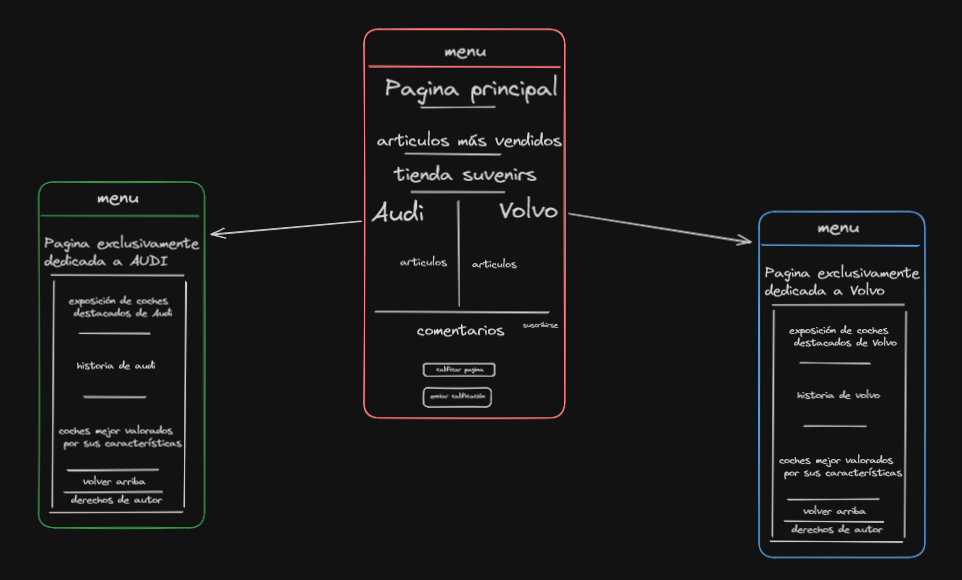 menu
Pagina principal
articulos más vendidos
tienda suvenirs
Audi
Volvo
articulos
articulos
comentarios
suscribirse
calificar pagina
enviar calificación
menu
Pagina exclusivamente
dedicada a AUDI
exposición de coches
destacados de Audi
historia de audi
coches mejor valorados
por sus características
volver arriba
derechos de autor
menu
Pagina exclusivamente
dedicada a Volvo
exposición de coches
destacados de Volvo
historia de volvo
coches mejor valorados
por sus características
volver arriba
derechos de autor